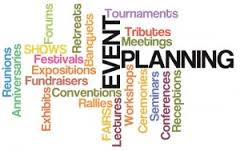 Tournaments
Tributes
Meetings
PLANNING
EVENT
Forums
Retreats
Banquets
SHOWS
Festivals
Expositions
Fundraisers
Conventions
Rallies
Reunions
Anniversaries
Exhibits
FAIRS
Lectures
Workshops
Ceremonies
Seminars
Conferences
Receptions